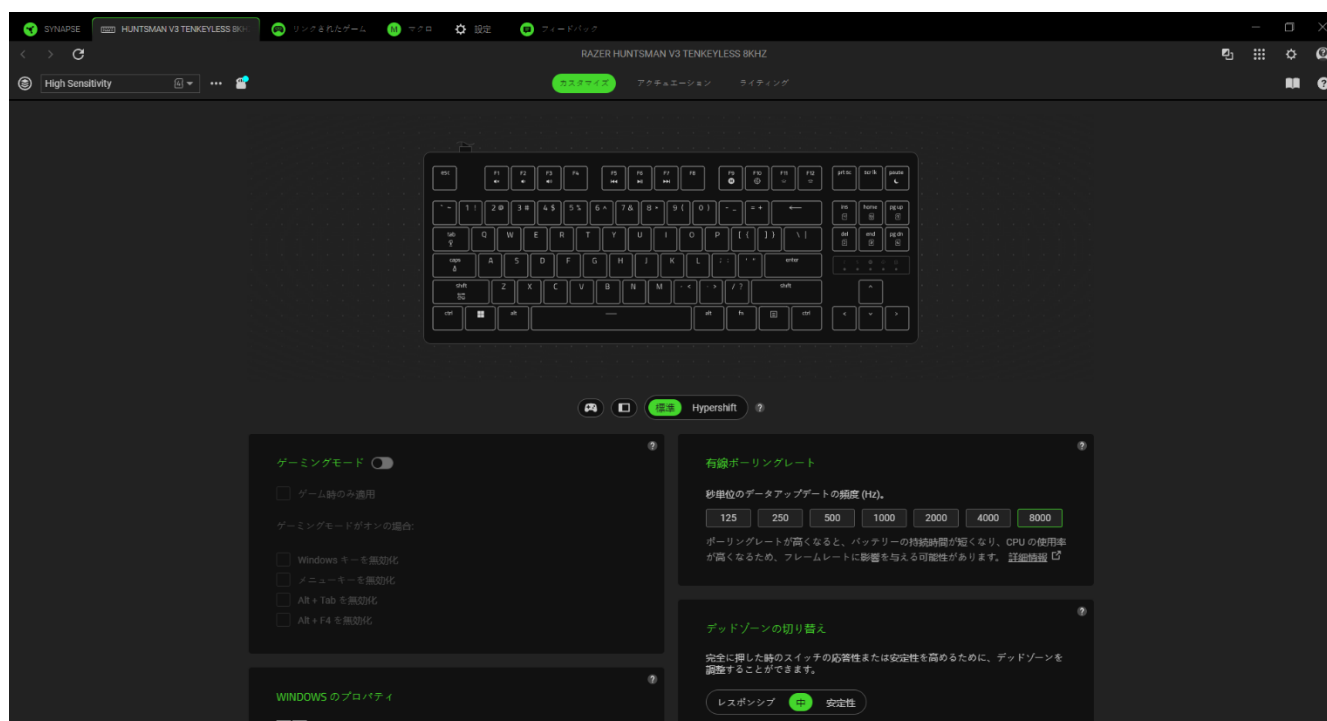 SYNAPSE
HUNTSMAN V3 TENKEYLESS 8KH
リンクされたゲーム
マクロ
設定
フィードバック
RAZER HUNTSMAN V3 TENKEYLESS 8KHZ
High Sensitivity
カスタマイズ アクチュエーション ライティング
esc F1 F2 F3 F4 F5 F6 F7 F8 F9 F10 F11 F12 prt sc scr lk pause
` ~ 1 ! 2 @ 3 # 4 $ 5 % 6 ^ 7 & 8 * 9 ( 0 ) - _ = + ← ins home pg up
tab Q W E R T Y U I O P [ { ] } \ | del end pg dn
caps A S D F G H J K L ; : ' " enter
shift Z X C V B N M , < . > / ? shift
ctrl alt alt fn ctrl
標準 Hypershift
ゲーミングモード
ゲーム時のみ適用
ゲーミングモードがオンの場合:
Windows キーを無効化
メニューキーを無効化
Alt + Tab を無効化
Alt + F4 を無効化
WINDOWS のプロパティ
有線ポーリングレート
秒単位のデータアップデートの頻度 (Hz)。
125 250 500 1000 2000 4000 8000
ポーリングレートが高くなると、バッテリーの持続時間が短くなり、CPU の使用率
が高くなるため、フレームレートに影響を与える可能性があります。 詳細情報
デッドゾーンの切り替え
完全に押した時のスイッチの応答性または安定性を高めるために、デッドゾーンを
調整することができます。
レスポンシブ 中 安定性